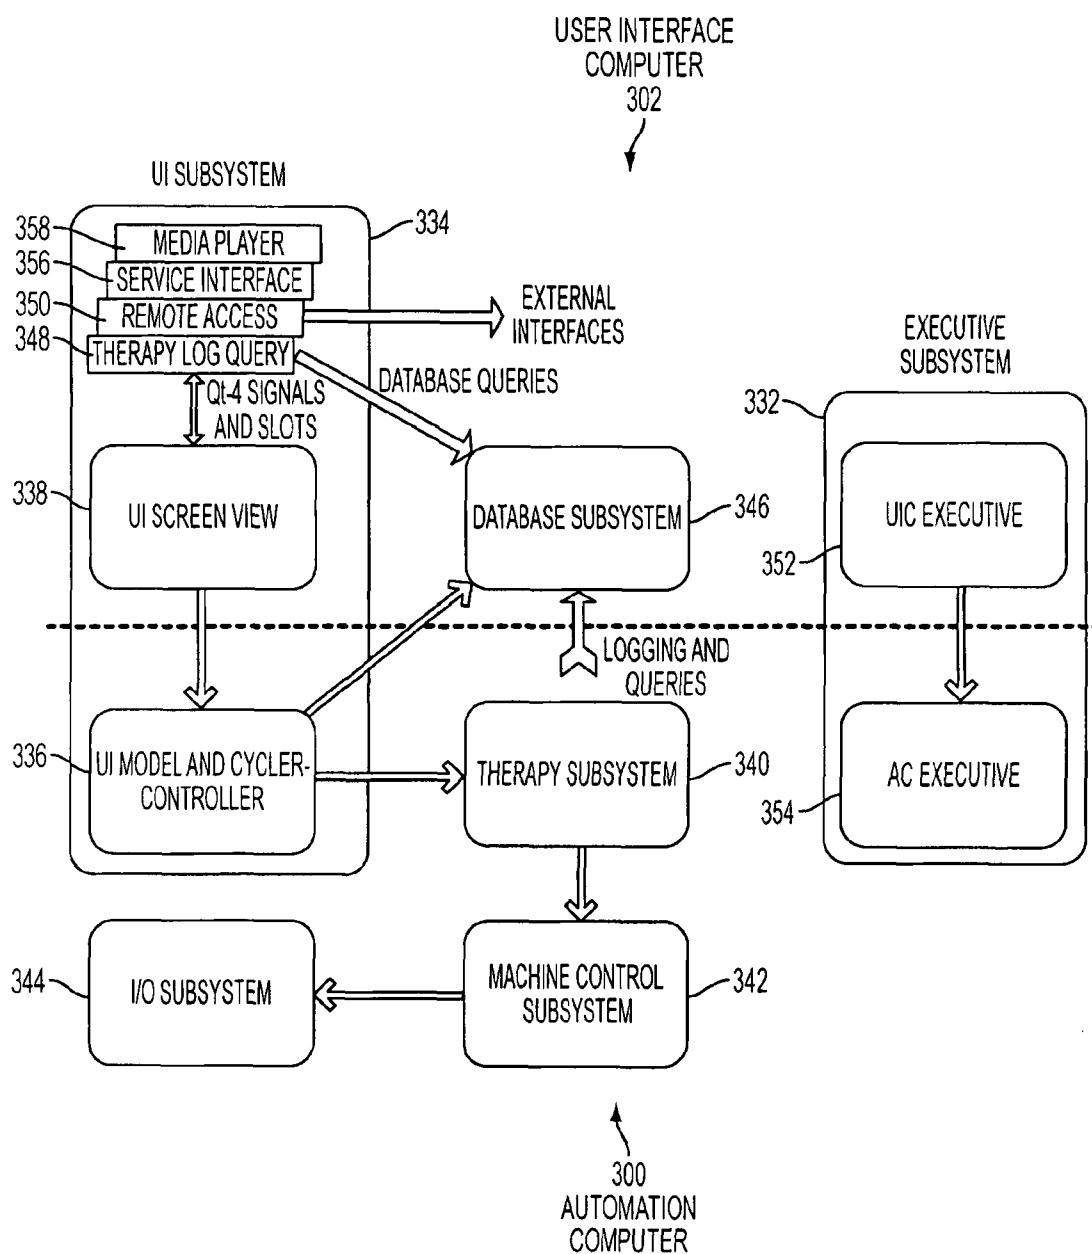 USER INTERFACE
COMPUTER
302
UI SUBSYSTEM
334
358
MEDIA PLAYER
356
SERVICE INTERFACE
350
REMOTE ACCESS
348
THERAPY LOG QUERY
EXTERNAL
INTERFACES
DATABASE QUERIES
Qt-4 SIGNALS
AND SLOTS
EXECUTIVE
SUBSYSTEM
332
338
UI SCREEN VIEW
DATABASE SUBSYSTEM
346
UIC EXECUTIVE
352
LOGGING AND
QUERIES
336
UI MODEL AND CYCLER-
CONTROLLER
THERAPY SUBSYSTEM
340
AC EXECUTIVE
354
344
I/O SUBSYSTEM
MACHINE CONTROL
SUBSYSTEM
342
300
AUTOMATION
COMPUTER